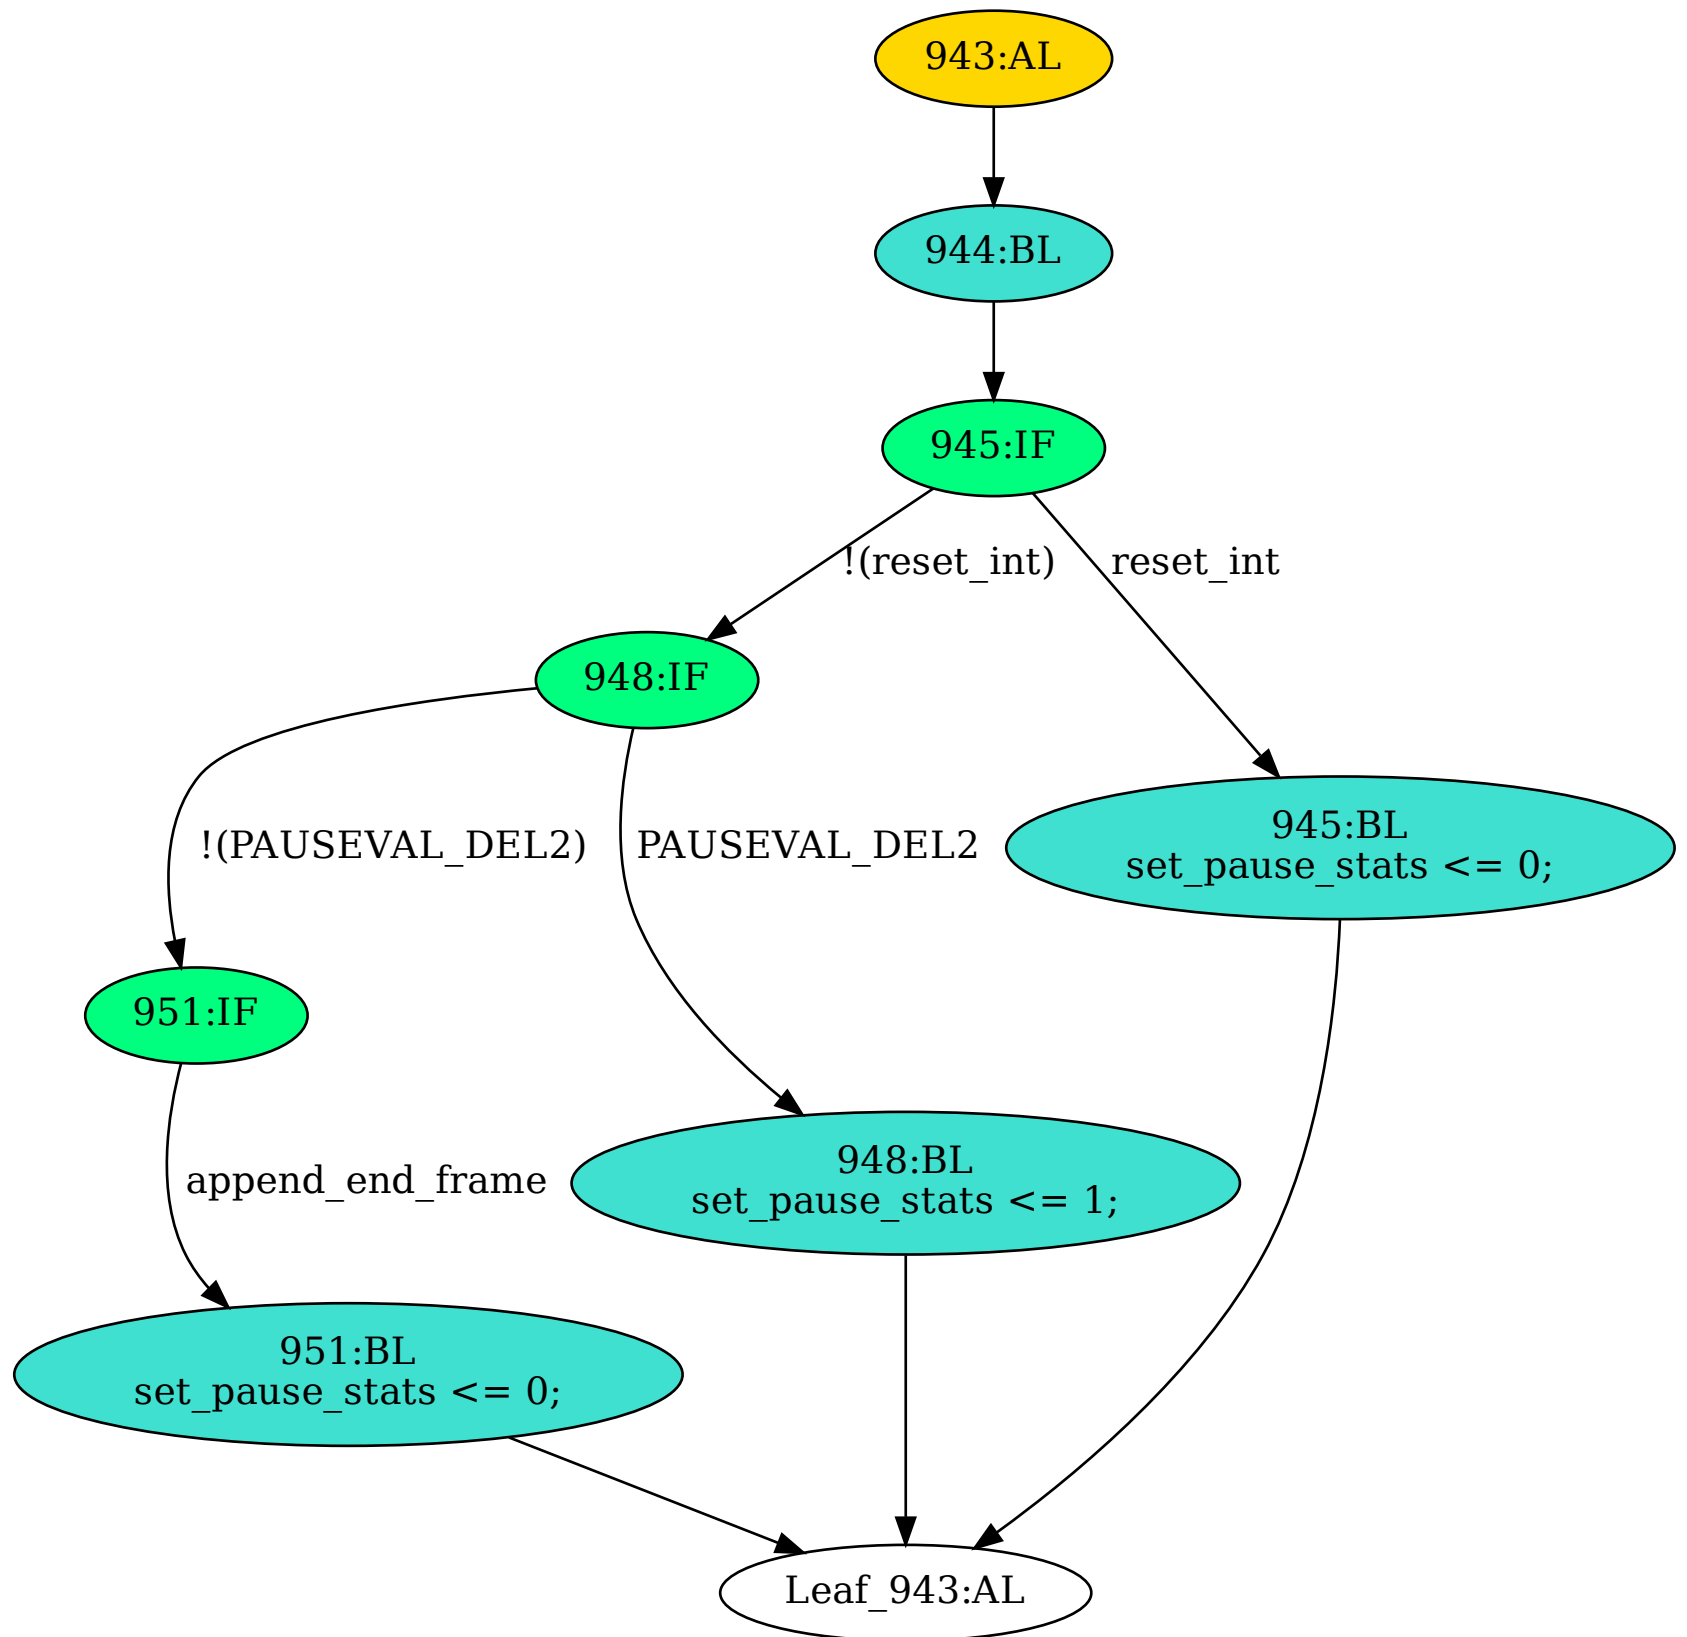 943:AL
944:BL
945:IF
!(reset_int)
reset_int
948:IF
!(PAUSEVAL_DEL2)
PAUSEVAL_DEL2
945:BL
set_pause_stats <= 0;
951:IF
append_end_frame
948:BL
set_pause_stats <= 1;
951:BL
set_pause_stats <= 0;
Leaf_943:AL